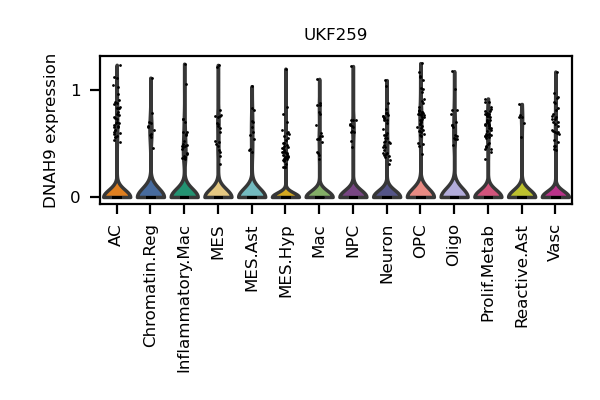 UKF259
DNAH9 expression
1
0
AC
Chromatin.Reg
Inflammatory.Mac
MES
MES.Ast
MES.Hyp
Mac
NPC
Neuron
OPC
Oligo
Prolif.Metab
Reactive.Ast
Vasc